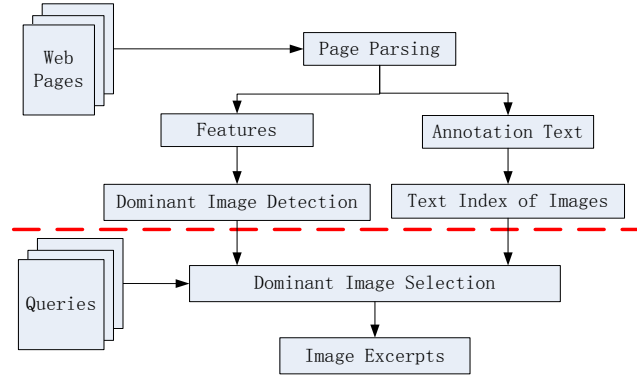 Web
Pages
Page Parsing
Features
Annotation Text
Dominant Image Detection
Text Index of Images
Queries
Dominant Image Selection
Image Excerpts